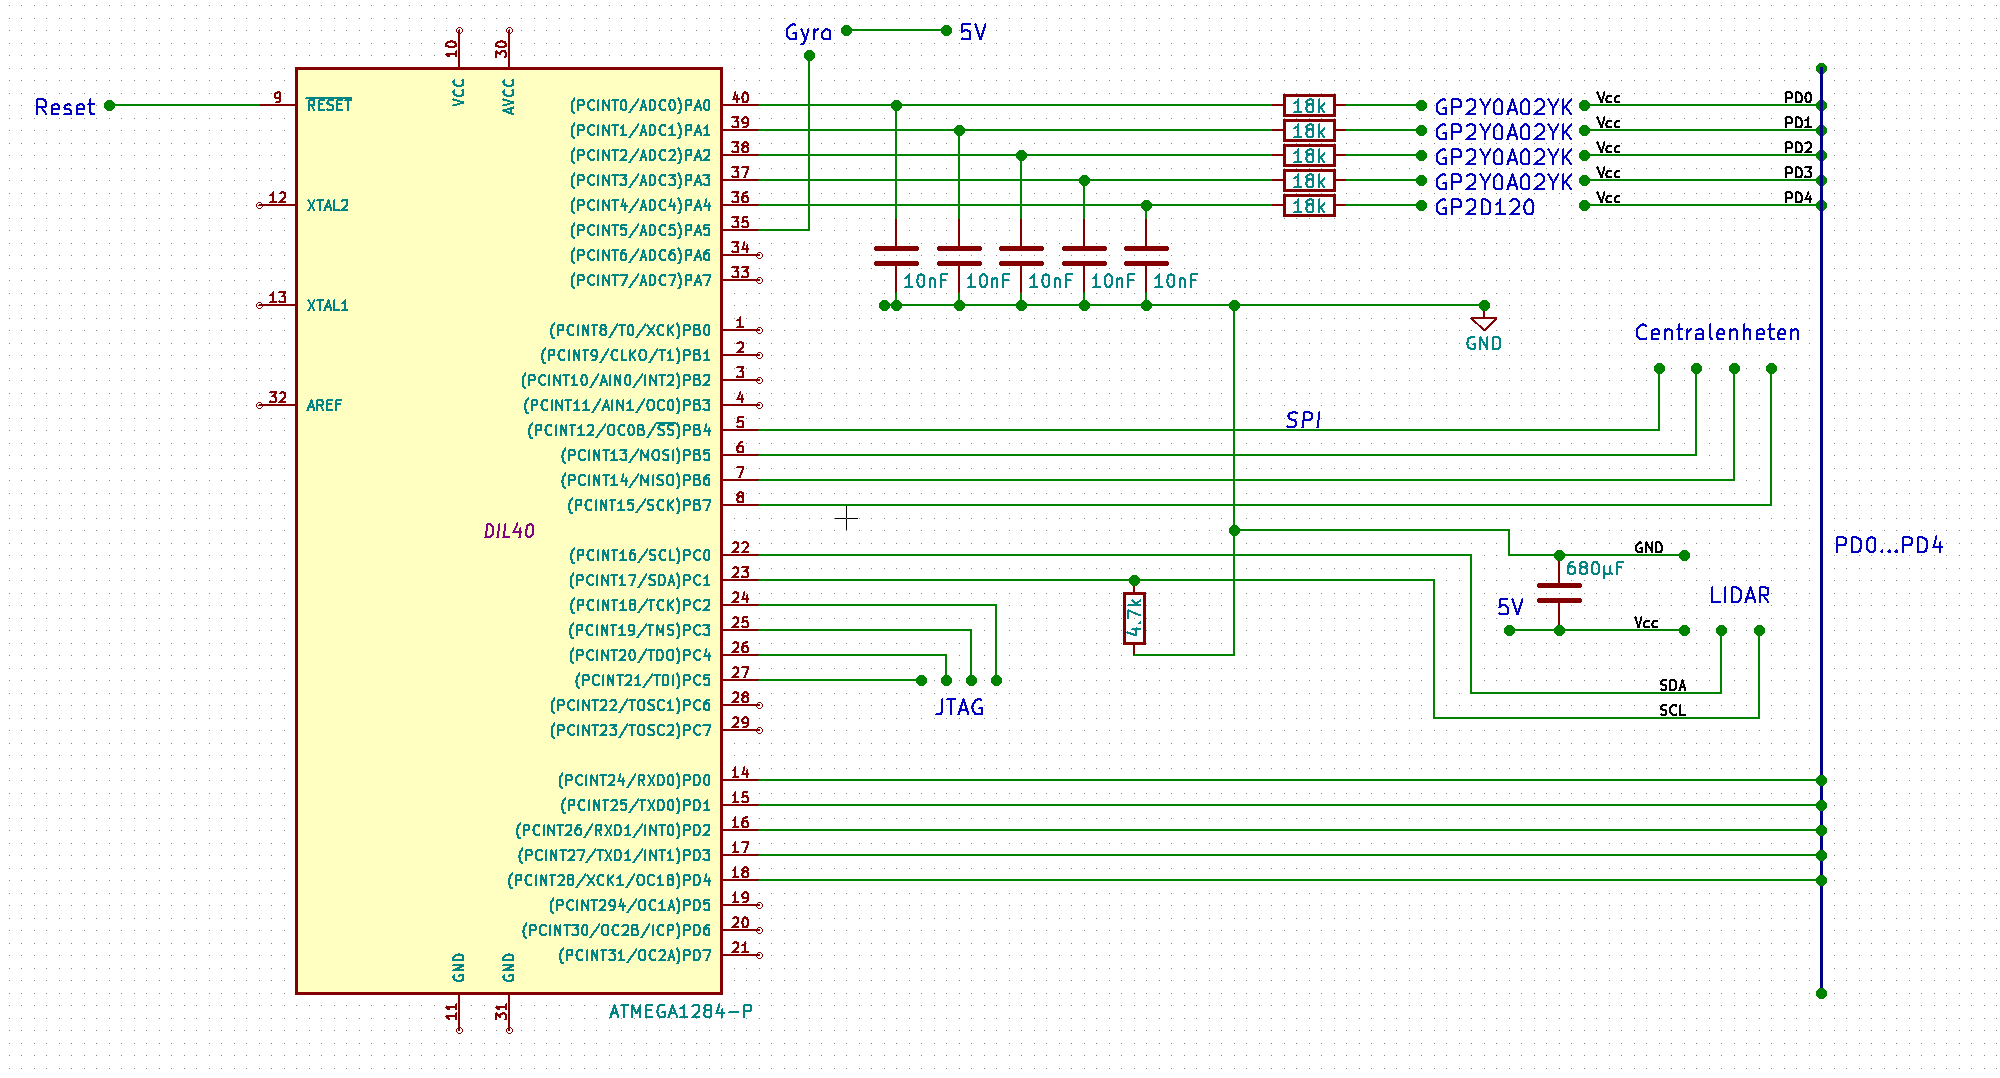 Gyro 5V
10 30
Reset 9 RESET VCC AVCC
(PCINT0/ADC0)PA0 40 18k GP2Y0A02YK Vcc PD0
(PCINT1/ADC1)PA1 39 18k GP2Y0A02YK Vcc PD1
(PCINT2/ADC2)PA2 38 18k GP2Y0A02YK Vcc PD2
(PCINT3/ADC3)PA3 37 18k GP2Y0A02YK Vcc PD3
12 XTAL2 (PCINT4/ADC4)PA4 36 18k GP2D120 Vcc PD4
(PCINT5/ADC5)PA5 35
(PCINT6/ADC6)PA6 34
(PCINT7/ADC7)PA7 33 10nF 10nF 10nF 10nF 10nF
13 XTAL1
(PCINT8/T0/XCK)PB0 1 Centralenheten
GND
(PCINT9/CLKO/T1)PB1 2
(PCINT10/AIN0/INT2)PB2 3
32 AREF (PCINT11/AIN1/OC0)PB3 4
(PCINT12/OC0B/SS)PB4 5 SPI
(PCINT13/MOSI)PB5 6
(PCINT14/MISO)PB6 7
(PCINT15/SCK)PB7 8
DIL40
(PCINT16/SCL)PC0 22 GND PD0...PD4
680µF
(PCINT17/SDA)PC1 23
(PCINT18/TCK)PC2 24 4.7k 5V LIDAR
(PCINT19/TMS)PC3 25 Vcc
(PCINT20/TDO)PC4 26
(PCINT21/TDI)PC5 27 SDA
(PCINT22/TOSC1)PC6 28 JTAG SCL
(PCINT23/TOSC2)PC7 29
(PCINT24/RXD0)PD0 14
(PCINT25/TXD0)PD1 15
(PCINT26/RXD1/INT0)PD2 16
(PCINT27/TXD1/INT1)PD3 17
(PCINT28/XCK1/OC1B)PD4 18
(PCINT294/OC1A)PD5 19
(PCINT30/OC2B/ICP)PD6 20
(PCINT31/OC2A)PD7 21
GND GND
11 31 ATMEGA1284-P